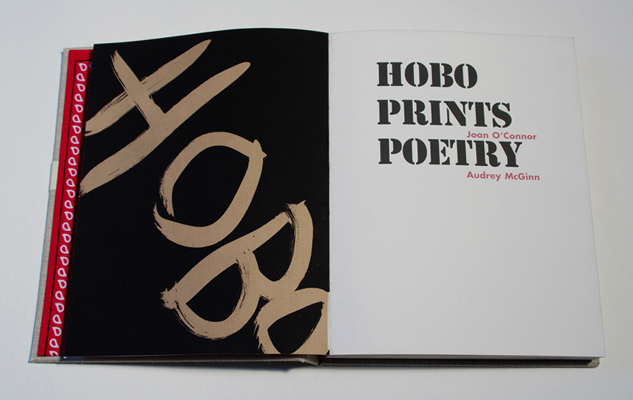 HOBO
HOBO
PRINTS
Joan O'Connor
POETRY
Audrey McGinn